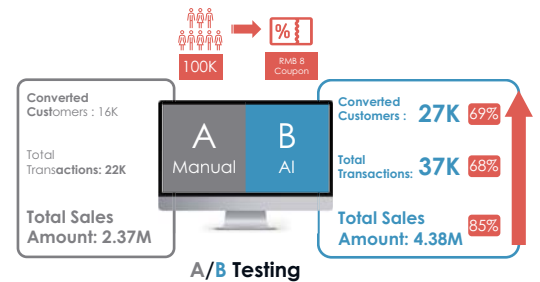 %
100K
RMB 8
Coupon
Converted
Customers : 16K
Total
Transactions: 22K
Total Sales
Amount: 2.37M
A
Manual
B
AI
Converted
Customers :
27K
69%
Total
Transactions:
37K
68%
Total Sales
Amount: 4.38M
85%
A/B Testing